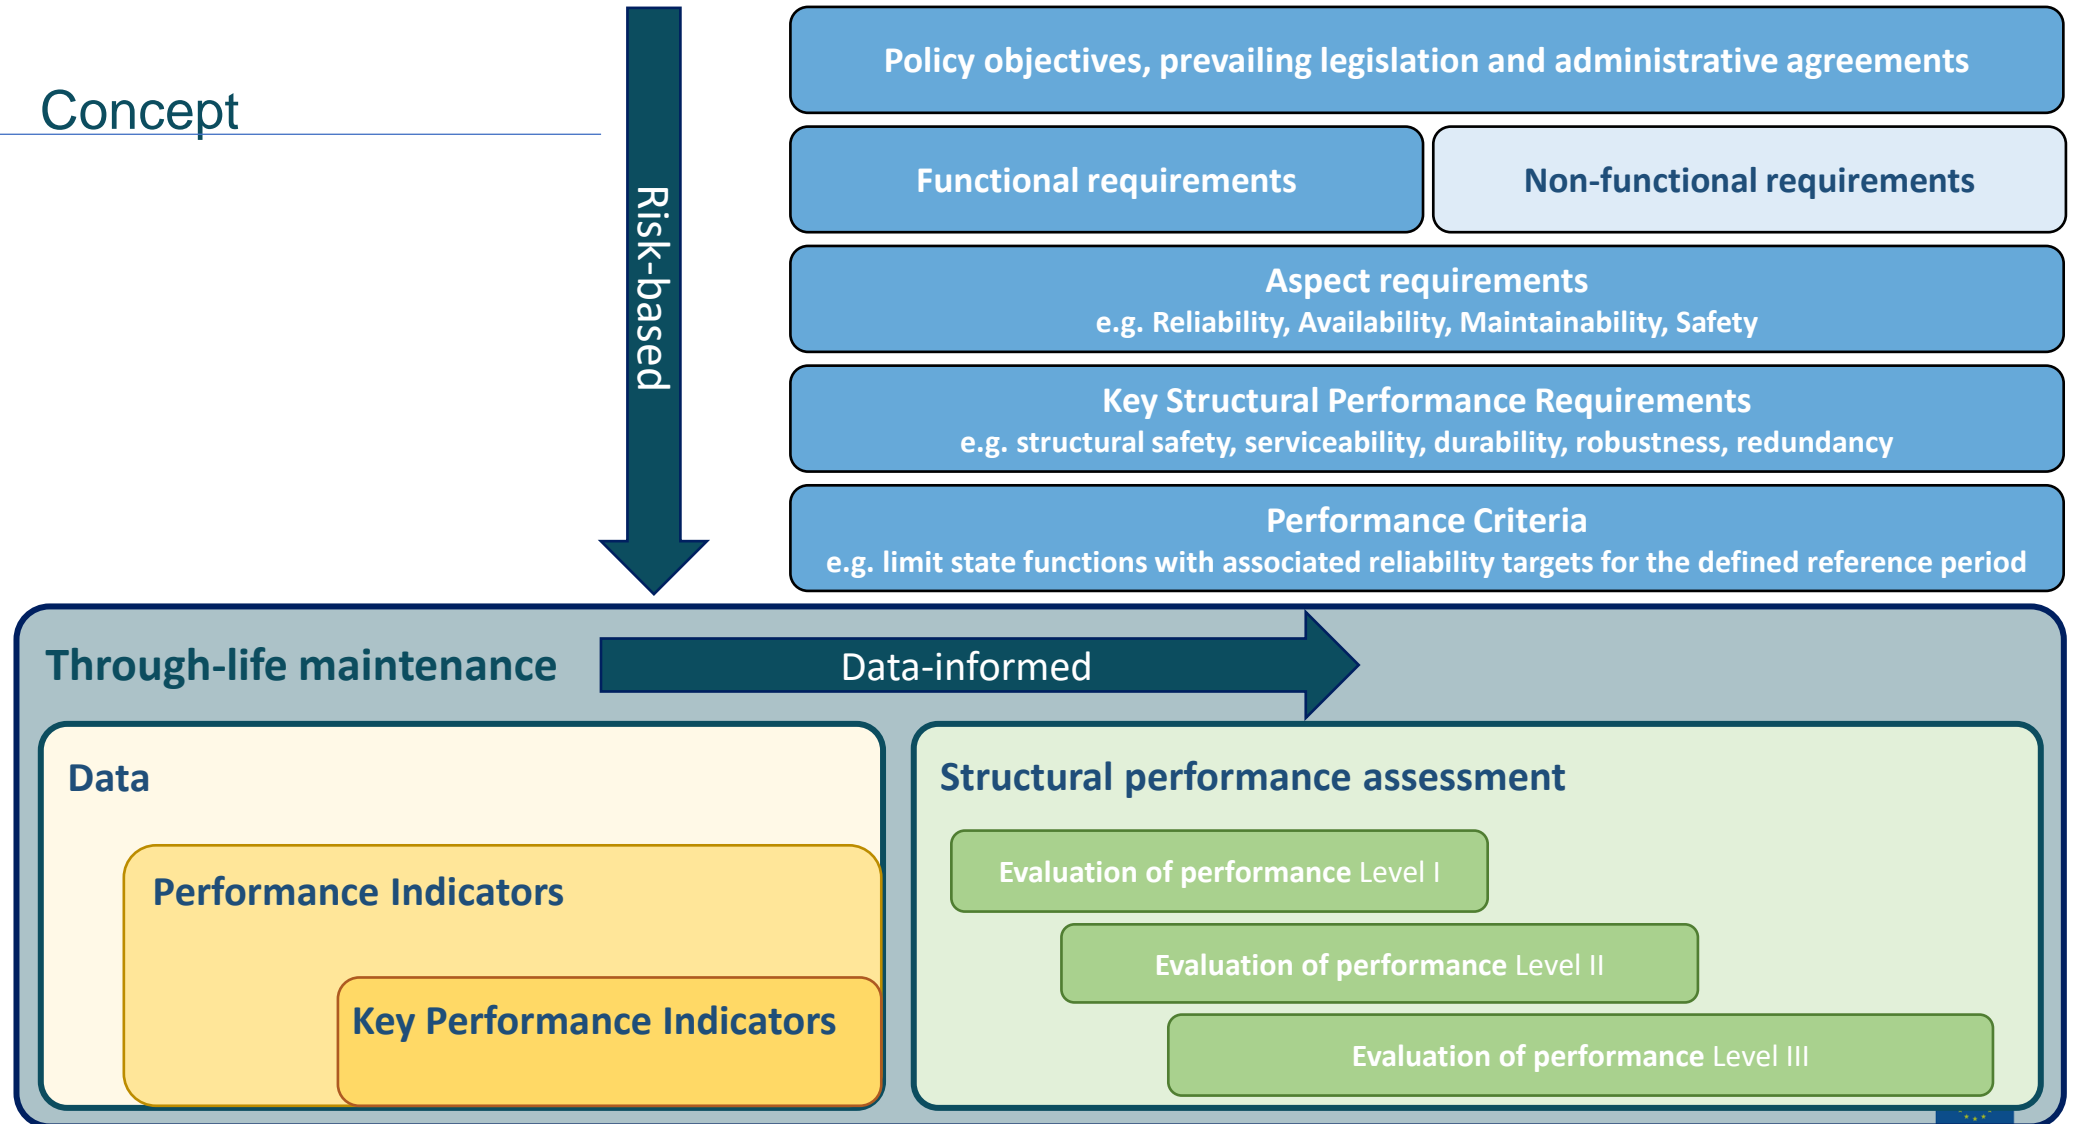 Concept
Risk-based
Policy objectives, prevailing legislation and administrative agreements
Functional requirements
Non-functional requirements
Aspect requirements
e.g. Reliability, Availability, Maintainability, Safety
Key Structural Performance Requirements
e.g. structural safety, serviceability, durability, robustness, redundancy
Performance Criteria
e.g. limit state functions with associated reliability targets for the defined reference period
Through-life maintenance
Data-informed
Data
Performance Indicators
Key Performance Indicators
Structural performance assessment
Evaluation of performance Level I
Evaluation of performance Level II
Evaluation of performance Level III